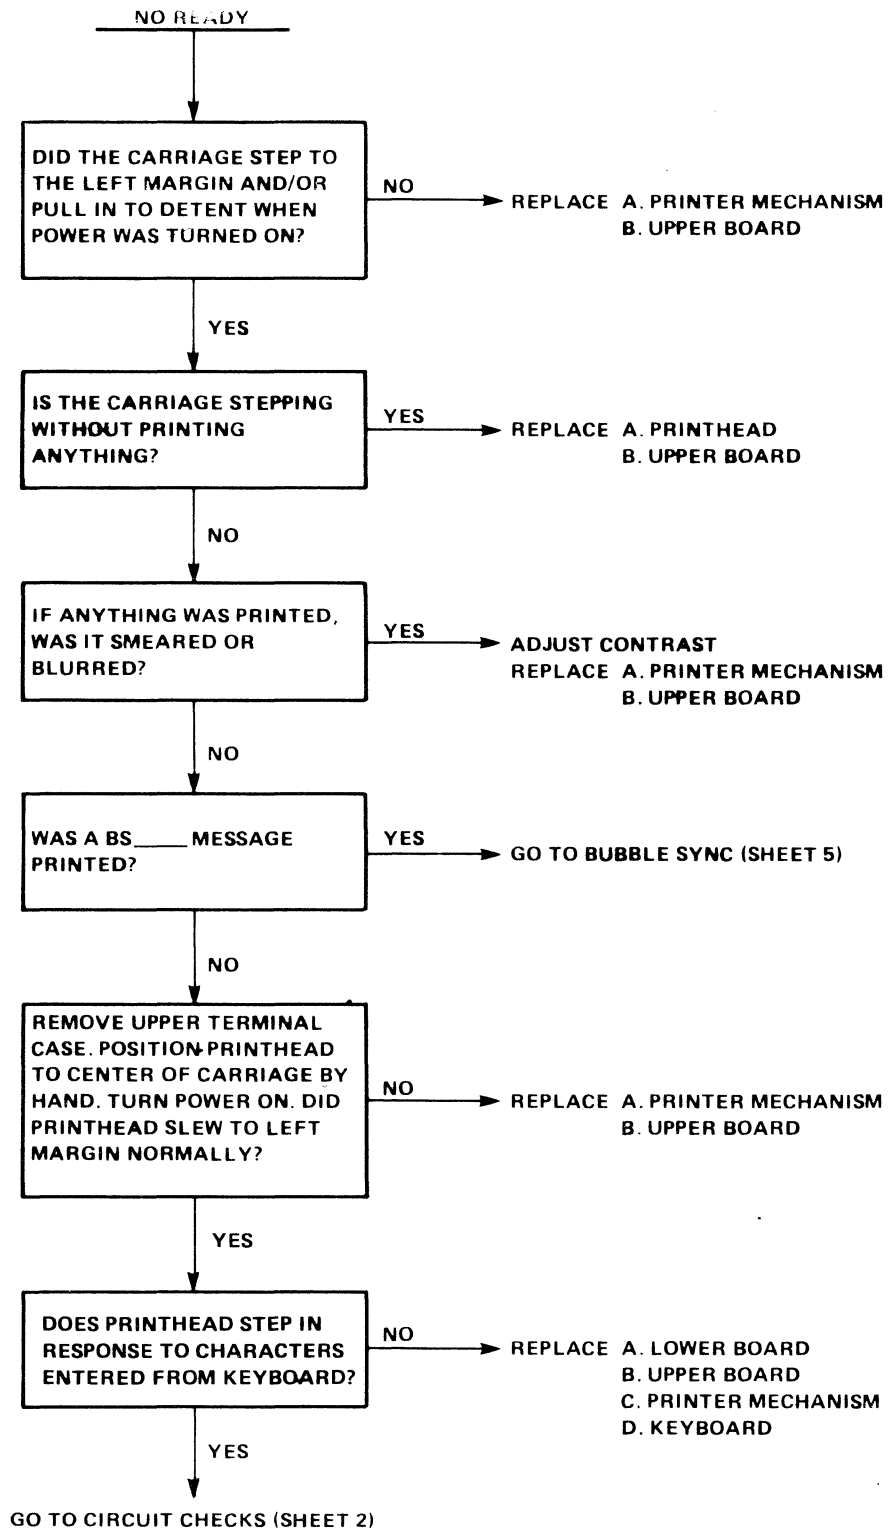 NO READY
DID THE CARRIAGE STEP TO
THE LEFT MARGIN AND/OR
PULL IN TO DETENT WHEN
POWER WAS TURNED ON?
NO
REPLACE A. PRINTER MECHANISM
B. UPPER BOARD
YES
IS THE CARRIAGE STEPPING
WITHOUT PRINTING
ANYTHING?
YES
REPLACE A. PRINTHEAD
B. UPPER BOARD
NO
IF ANYTHING WAS PRINTED,
WAS IT SMEARED OR
BLURRED?
YES
ADJUST CONTRAST
REPLACE A. PRINTER MECHANISM
B. UPPER BOARD
NO
WAS A BS____ MESSAGE
PRINTED?
YES
GO TO BUBBLE SYNC (SHEET 5)
NO
REMOVE UPPER TERMINAL
CASE. POSITION PRINTHEAD
TO CENTER OF CARRIAGE BY
HAND. TURN POWER ON. DID
PRINTHEAD SLEW TO LEFT
MARGIN NORMALLY?
NO
REPLACE A. PRINTER MECHANISM
B. UPPER BOARD
YES
DOES PRINTHEAD STEP IN
RESPONSE TO CHARACTERS
ENTERED FROM KEYBOARD?
NO
REPLACE A. LOWER BOARD
B. UPPER BOARD
C. PRINTER MECHANISM
D. KEYBOARD
YES
GO TO CIRCUIT CHECKS (SHEET 2)